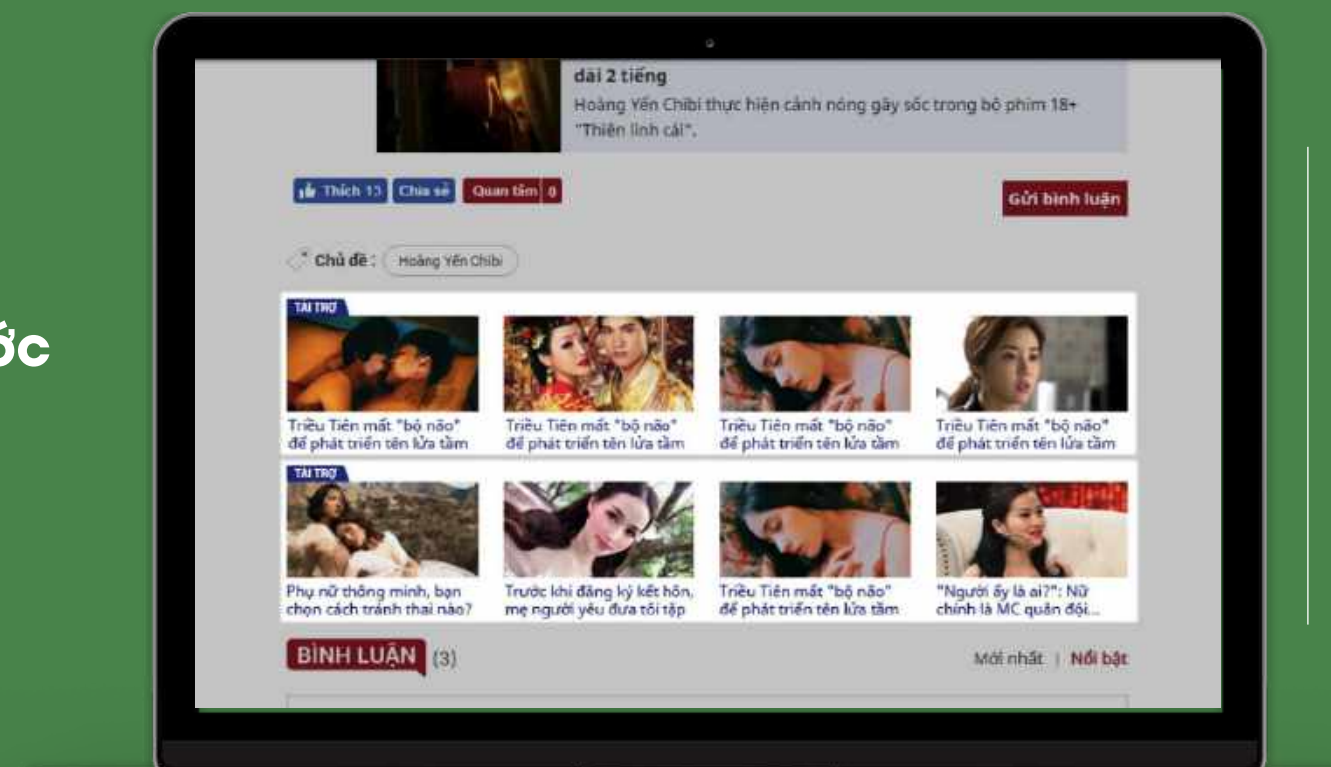 dài 2 tiếng
Hoàng Yến Chibi thực hiện cảnh nóng gây sốc trong bộ phim 18+
"Thiên linh cái".
Thích 13 Chia sẻ Quan tâm 0
Gửi bình luận
Chủ đề : Hoàng Yến Chibi
ớc
TÀI TRỢ
Triều Tiên mất "bộ não"
để phát triển tên lửa tầm
Triều Tiên mất "bộ não"
để phát triển tên lửa tầm
Triều Tiên mất "bộ não"
để phát triển tên lửa tầm
Triều Tiên mất "bộ não"
để phát triển tên lửa tầm
TÀI TRỢ
Phụ nữ thông minh, bạn
chọn cách tránh thai nào?
Trước khi đăng ký kết hôn,
mẹ người yêu đưa tôi tập
Triều Tiên mất "bộ não"
để phát triển tên lửa tầm
"Người ấy là ai?": Nữ
chính là MC quân đội...
BÌNH LUẬN (3)
Mới nhất | Nổi bật